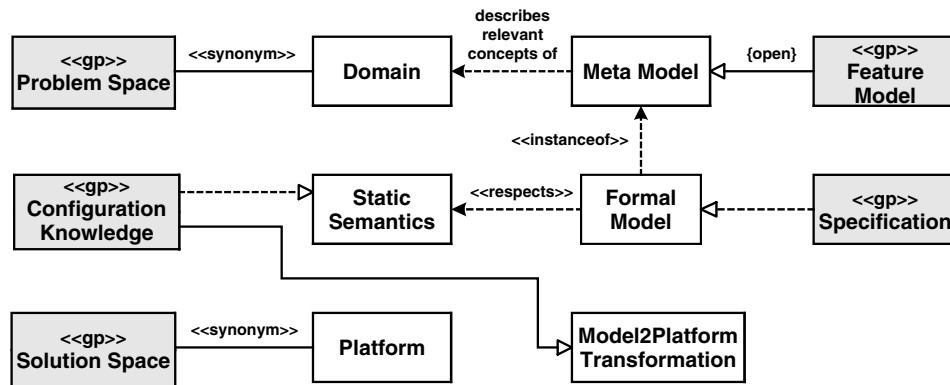 <<gp>>
Problem Space
<<synonym>>
Domain
describes
relevant
concepts of
Meta Model
{open}
<<gp>>
Feature
Model
<<instanceof>>
<<gp>>
Configuration
Knowledge
Static
Semantics
<<respects>>
Formal
Model
<<gp>>
Specification
<<gp>>
Solution Space
<<synonym>>
Platform
Model2Platform
Transformation